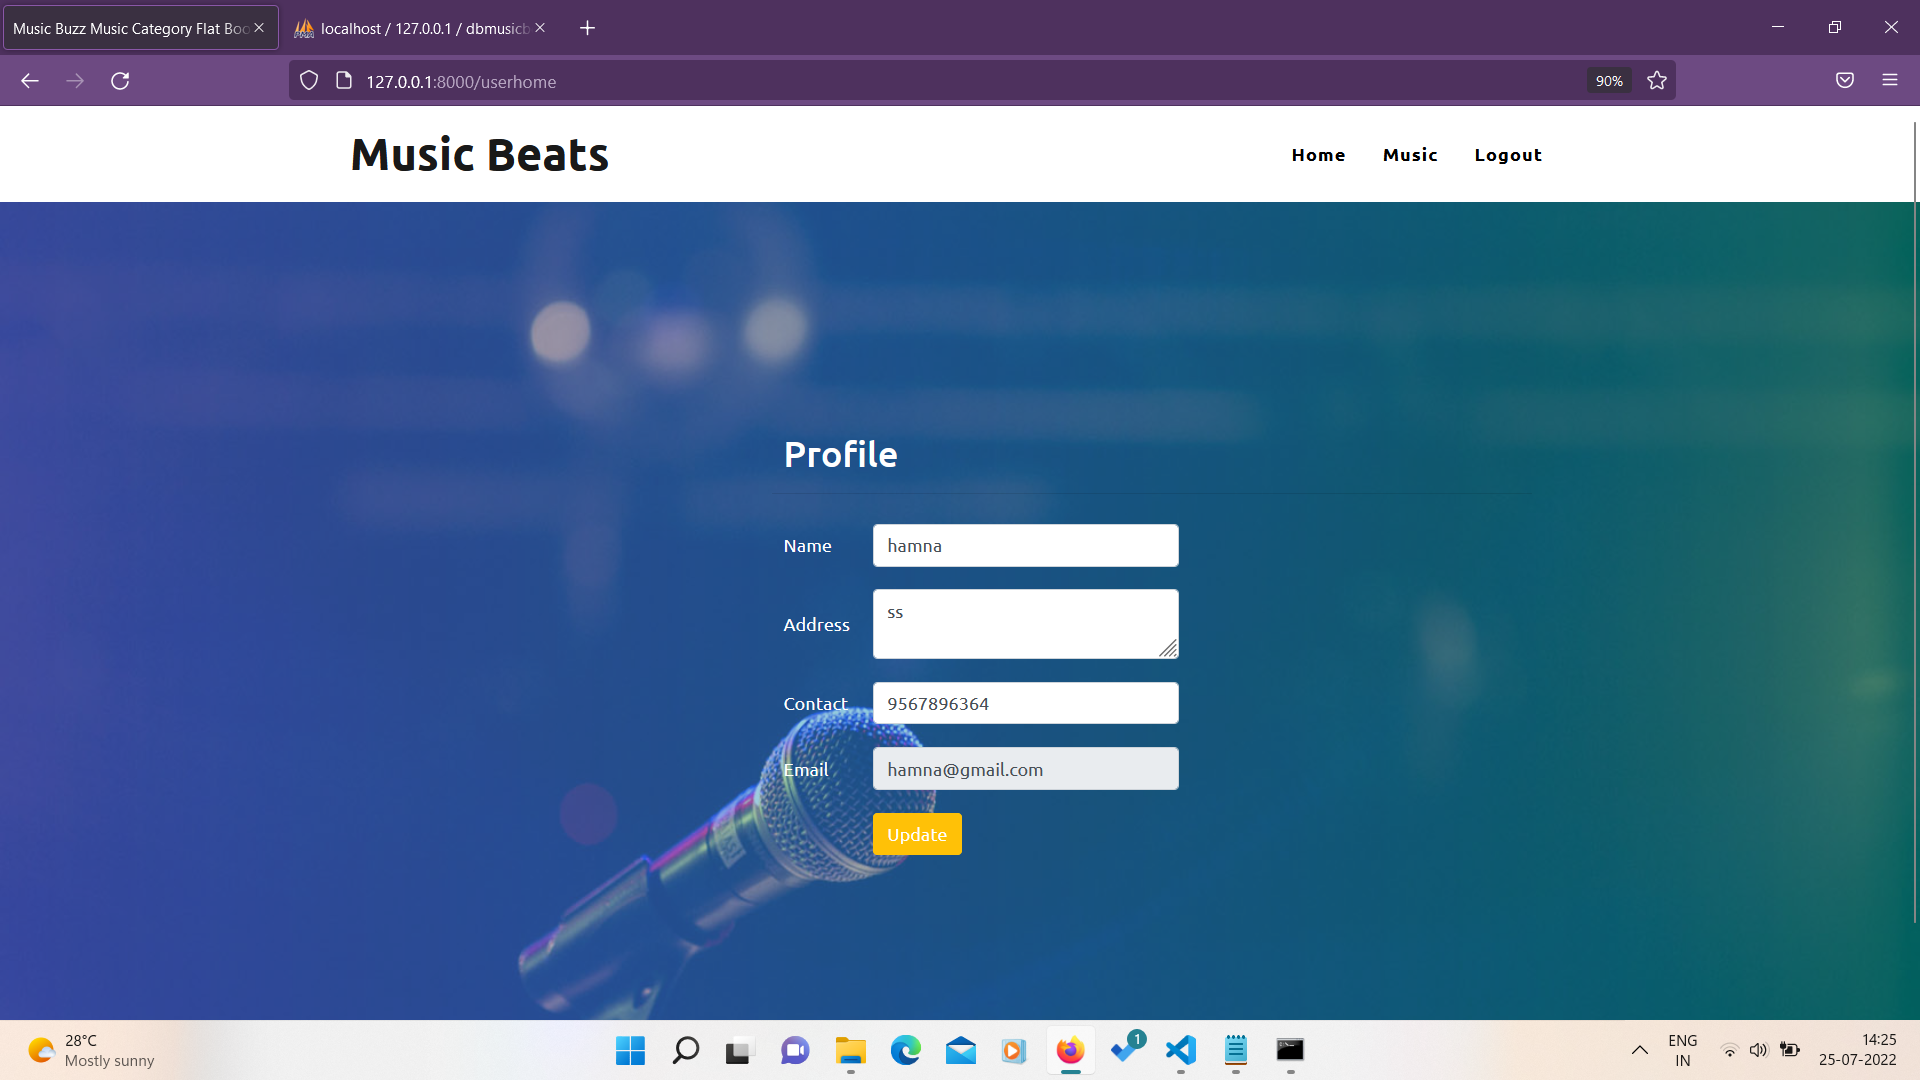 Music Buzz Music Category Flat Boo
localhost / 127.0.0.1 / dbmusicb
127.0.0.1:8000/userhome
90%
Music Beats
Home
Music
Logout
Profile
Name
hamna
Address
ss
Contact
9567896364
Email
hamna@gmail.com
Update
28°C
Mostly sunny
1
ENG
IN
14:25
25-07-2022